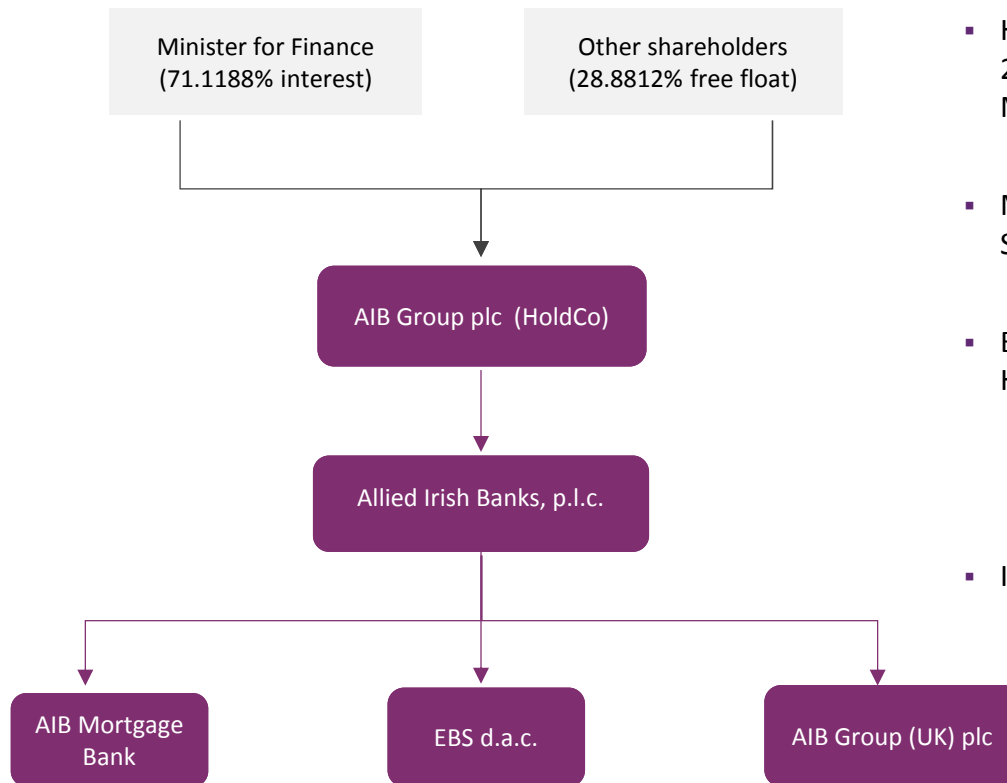 Minister for Finance
(71.1188% interest)
Other shareholders
(28.8812% free float)
AIB Group plc (HoldCo)
Allied Irish Banks, p.l.c.
AIB Mortgage
Bank
EBS d.a.c.
AIB Group (UK) plc